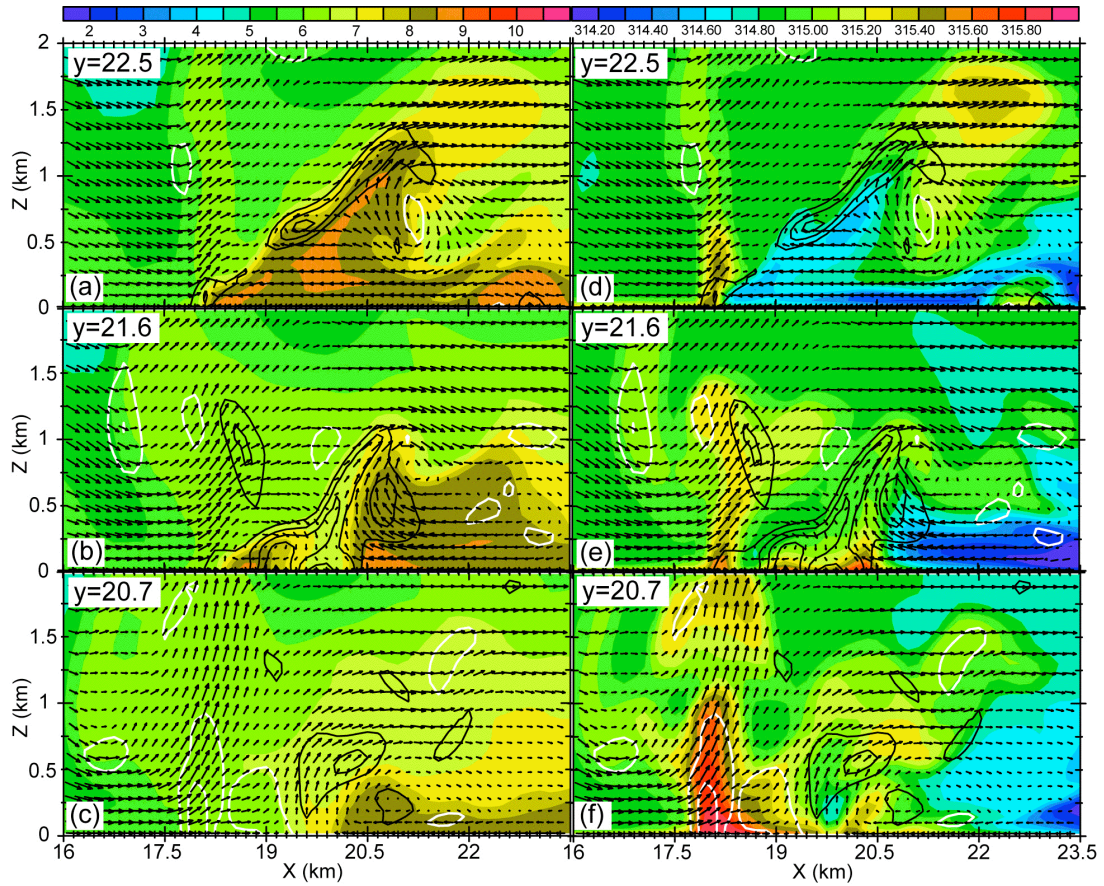 2 3 4 5 6 7 8 9 10
314.20 314.40 314.60 314.80 315.00 315.20 315.40 315.60 315.80
2 1.5 1 0.5 0
Z (km)
y=22.5
(a)
y=22.5
(d)
1.5 1 0.5 0
Z (km)
y=21.6
(b)
y=21.6
(e)
1.5 1 0.5 0
Z (km)
y=20.7
(c)
y=20.7
(f)
16 17.5 19 20.5 22 16 17.5 19 20.5 22 23.5
X (km) X (km)